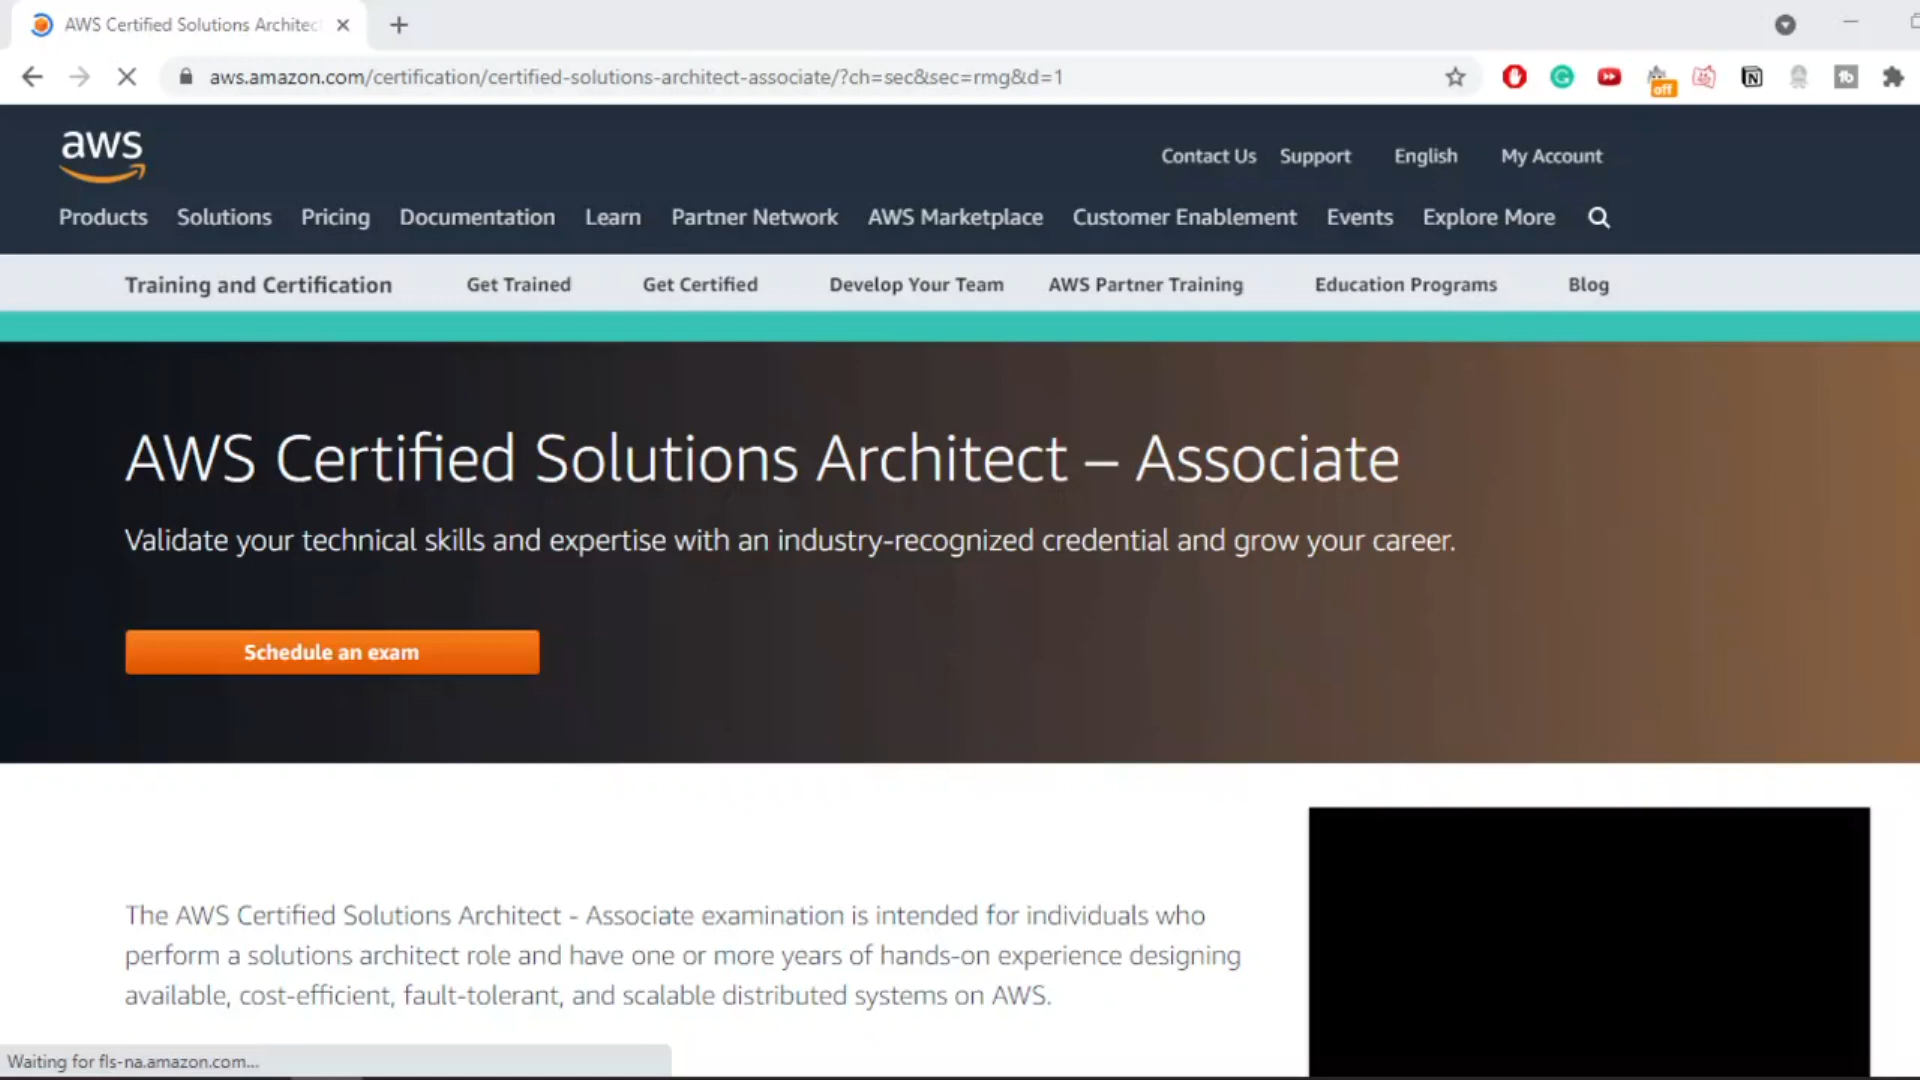 AWS Certified Solutions Architec
aws.amazon.com/certification/certified-solutions-architect-associate/?ch=sec&sec=rmg&d=1
off
aws
Contact Us Support English My Account
Products Solutions Pricing Documentation Learn Partner Network AWS Marketplace Customer Enablement Events Explore More
Training and Certification Get Trained Get Certified Develop Your Team AWS Partner Training Education Programs Blog
AWS Certified Solutions Architect – Associate
Validate your technical skills and expertise with an industry-recognized credential and grow your career.
Schedule an exam
The AWS Certified Solutions Architect - Associate examination is intended for individuals who
perform a solutions architect role and have one or more years of hands-on experience designing
available, cost-efficient, fault-tolerant, and scalable distributed systems on AWS.
Waiting for fls-na.amazon.com...